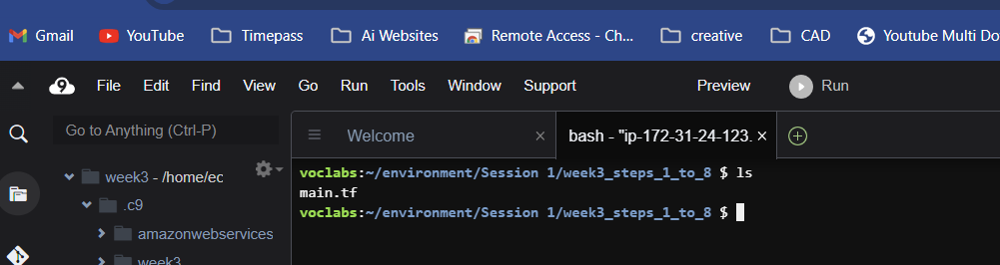 Gmail YouTube Timepass Ai Websites Remote Access - Ch... creative CAD Youtube Multi Do
9 File Edit Find View Go Run Tools Window Support Preview Run
Go to Anything (Ctrl-P)
Welcome × bash - "ip-172-31-24-123. ×
week3 - /home/ec
.c9
amazonwebservices
week3
voclabs:~/environment/Session 1/week3_steps_1_to_8 $ ls
main.tf
voclabs:~/environment/Session 1/week3_steps_1_to_8 $